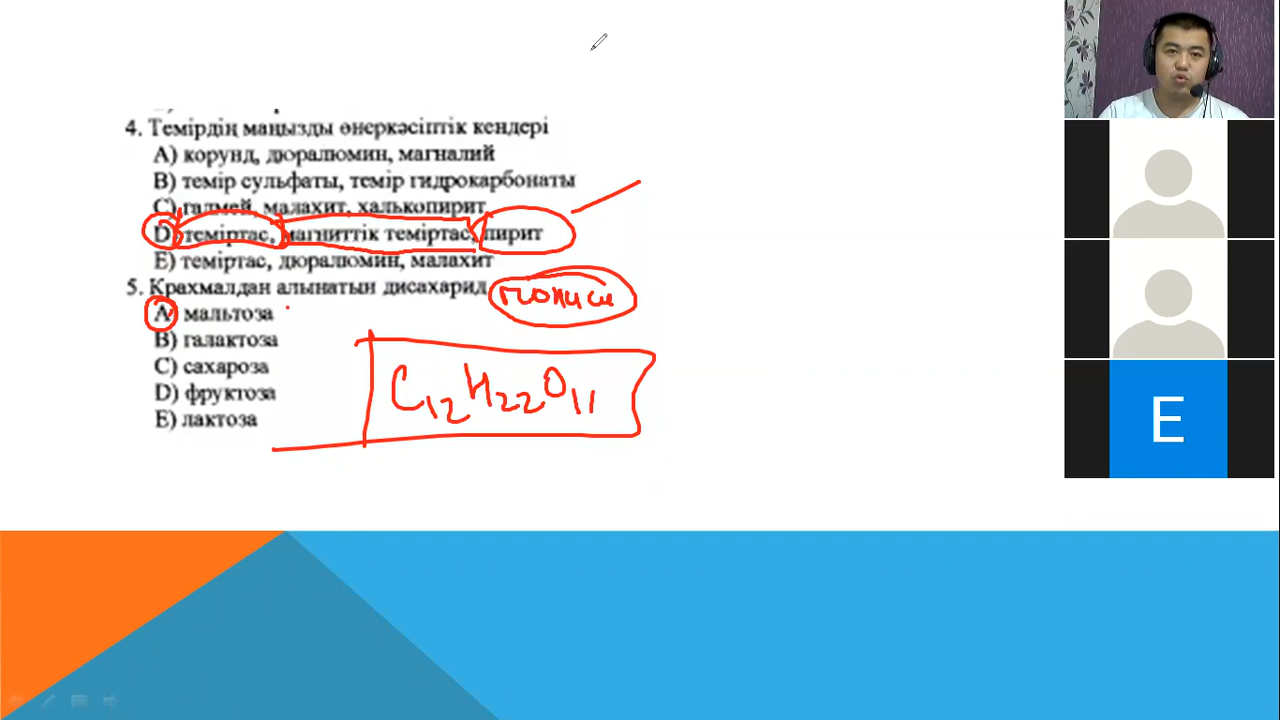 4. Темірдің маңызды өнеркәсіптік кендері
A) корунд, дюралюмин, магналий
B) темір сульфаты, темір гидрокарбонаты
C) галмей, малахит, халькопирит
D) теміртас, магниттік теміртас, пирит
E) теміртас, дюралюмин, малахит
5. Крахмалдан алынатын дисахарид
A) мальтоза
B) галактоза
C) сахароза
D) фруктоза
E) лактоза
C12H22O11
E